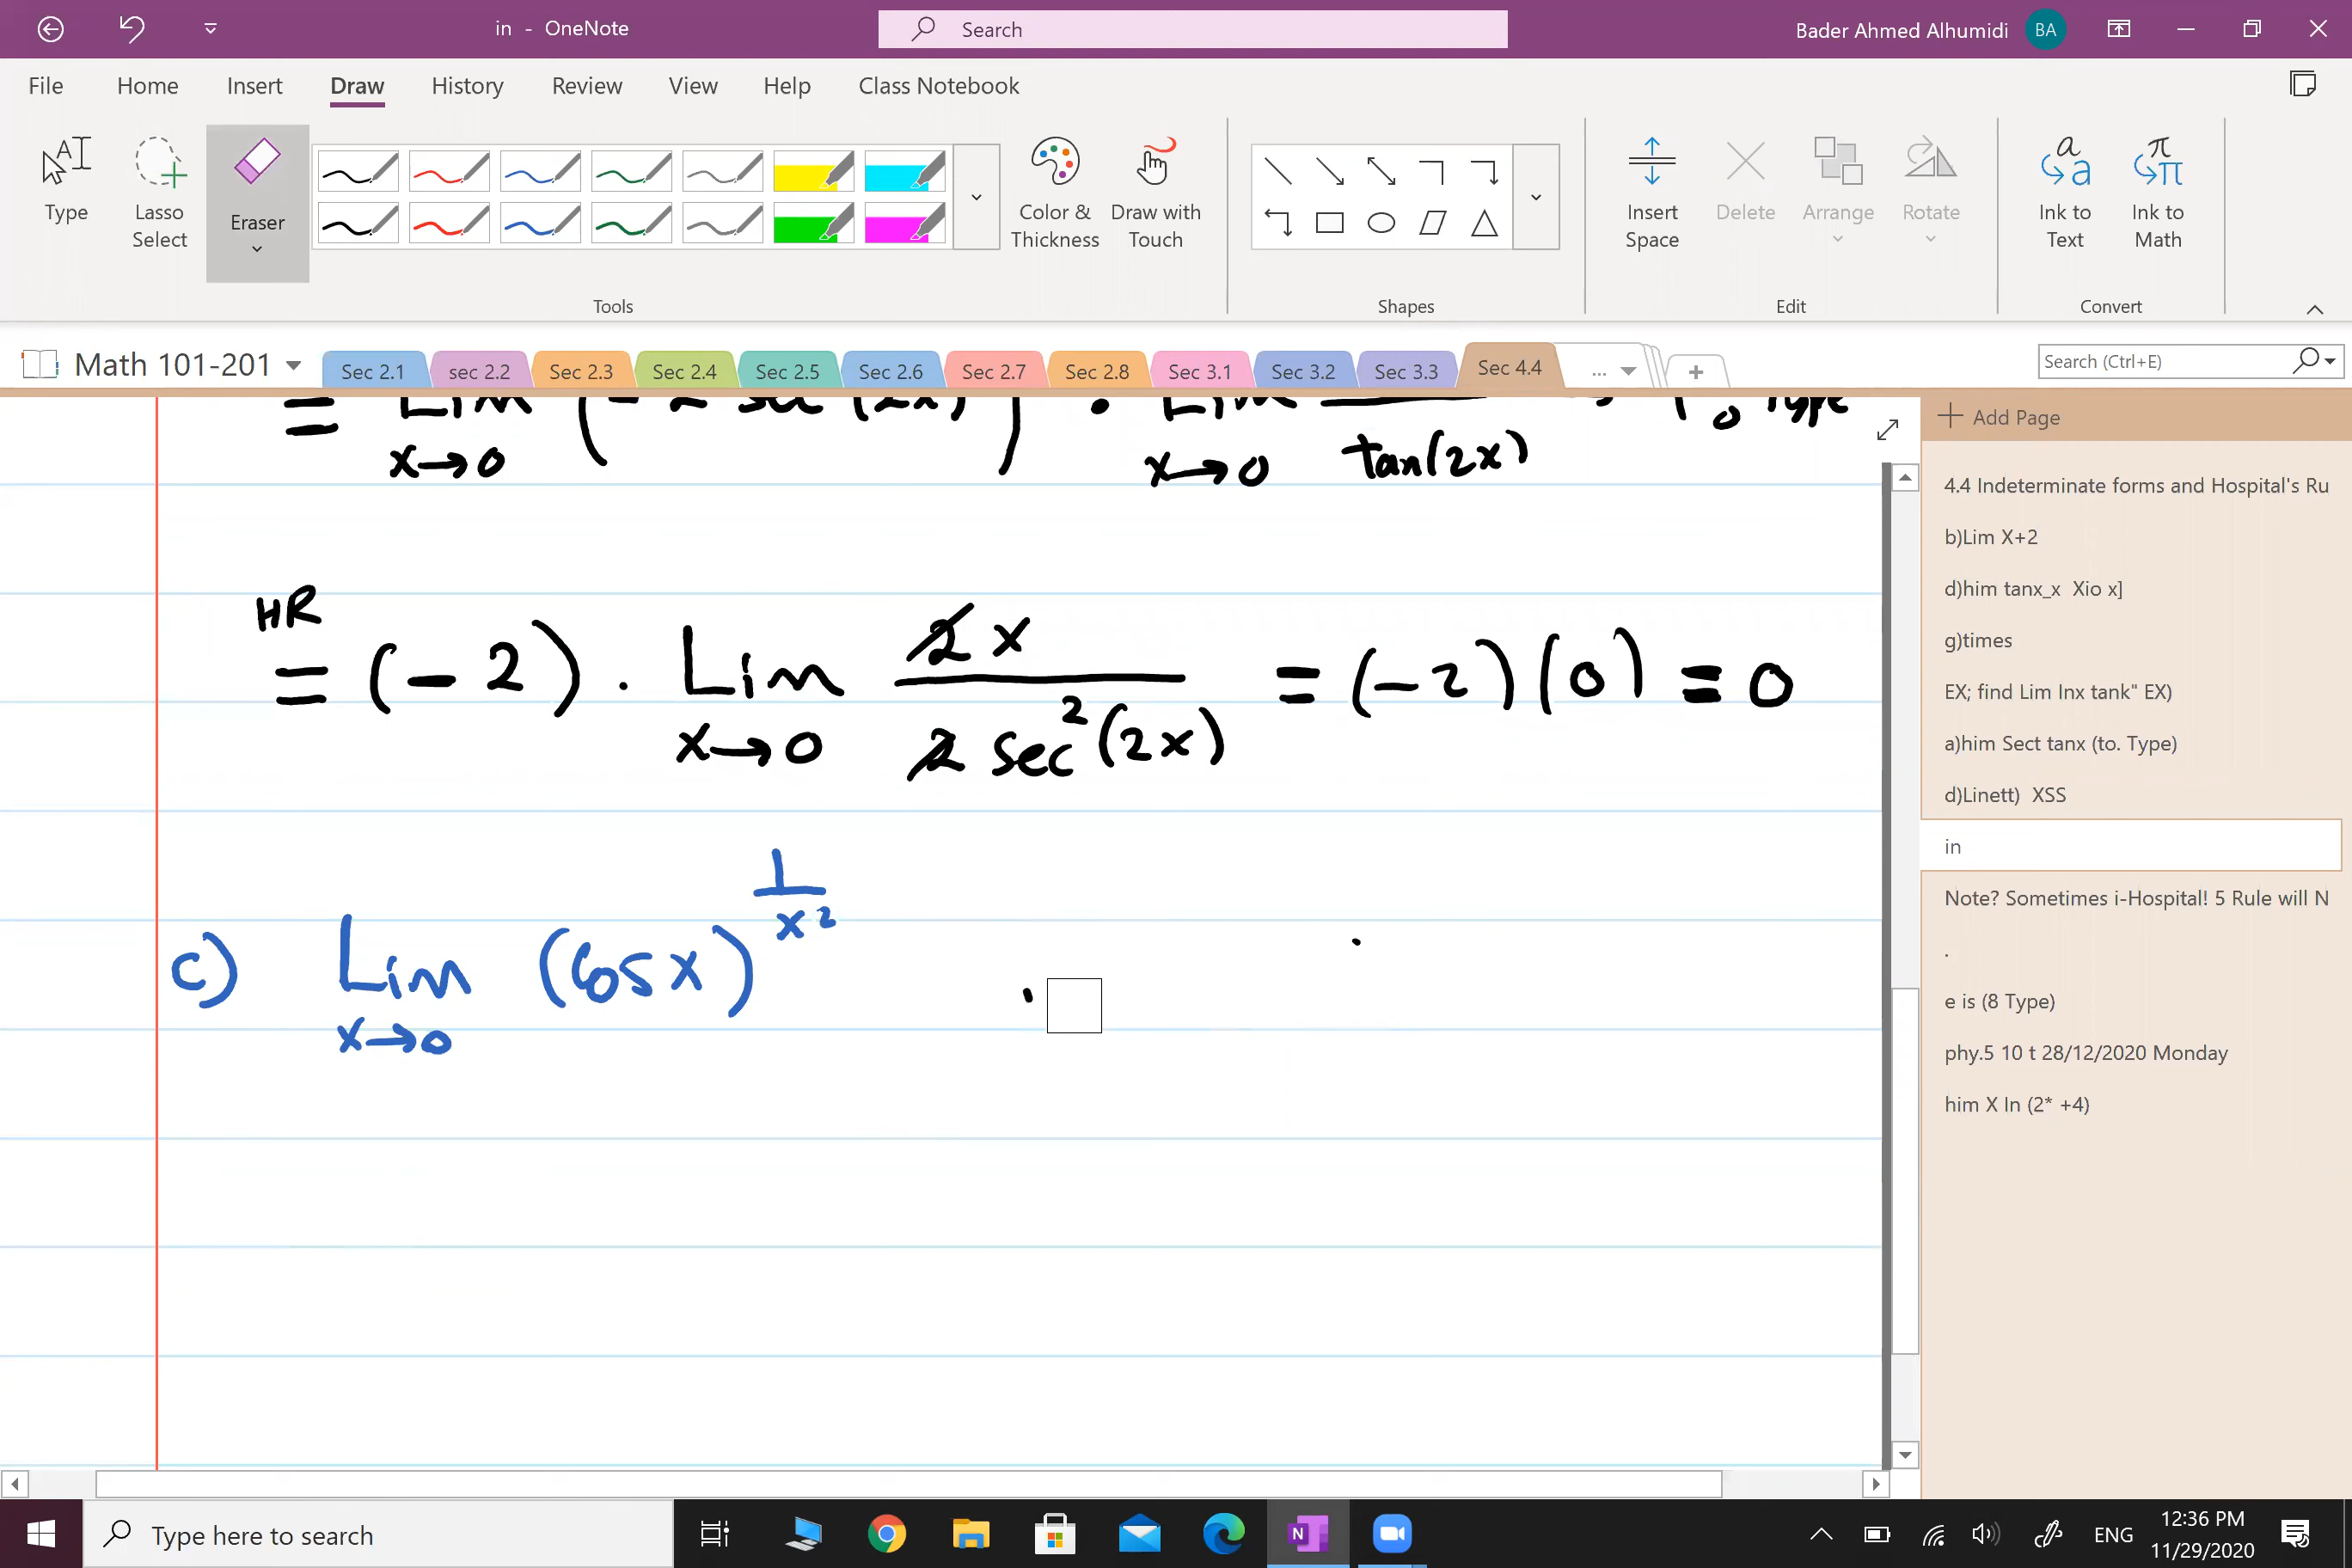 in - OneNote
Search
Bader Ahmed Alhumidi
BA
File Home Insert Draw History Review View Help Class Notebook
Type
Lasso Select
Eraser
Color & Thickness
Draw with Touch
Insert Space
Delete
Arrange
Rotate
Ink to Text
Ink to Math
Tools Shapes Edit Convert
Math 101-201
Sec 2.1 sec 2.2 Sec 2.3 Sec 2.4 Sec 2.5 Sec 2.6 Sec 2.7 Sec 2.8 Sec 3.1 Sec 3.2 Sec 3.3 Sec 4.4 ... +
Search (Ctrl+E)
Add Page
4.4 Indeterminate forms and Hospital's Ru
b)Lim X+2
d)him tanx_x Xio x]
g)times
EX; find Lim Inx tank" EX)
a)him Sect tanx (to. Type)
d)Linett) XSS
in
Note? Sometimes i-Hospital! 5 Rule will N
.
e is (8 Type)
phy.5 10 t 28/12/2020 Monday
him X In (2* +4)
= Lim (-2 sec(2x)) . Lim
x→0 x→0 tan(2x)
HR
= (-2) . Lim 2x / 2 sec²(2x) = (-2)(0) = 0
x→0
c) Lim (cosx)^(1/x²)
x→0
Type here to search
ENG
12:36 PM
11/29/2020